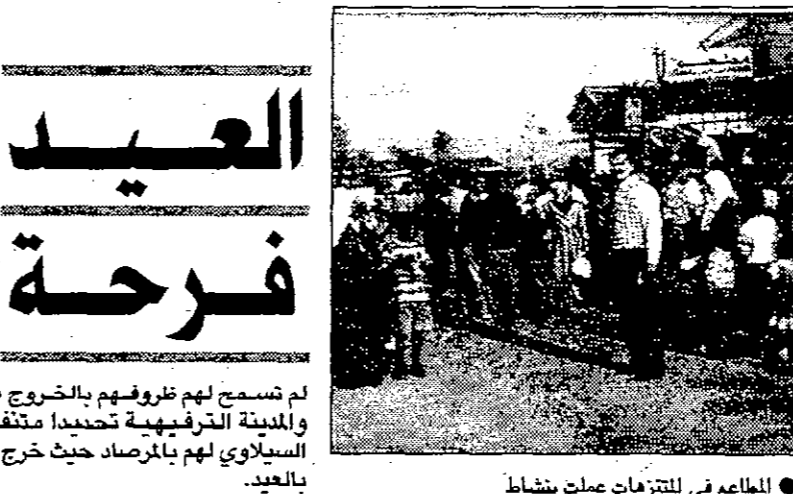 العيد
فرحة
لم تسمح لهم ظروفهم بالخروج
والمدينة الترفيهية تحديدا متنف
السيلاوي لهم بالمرصاد حيث خرج
بالعيد.
● المطاعم في المتنزهات عملت بنشاط